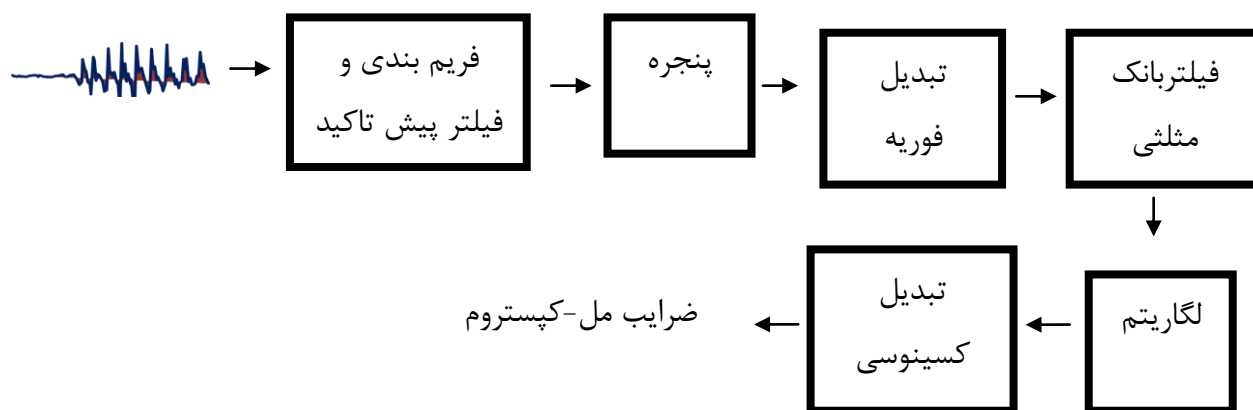 فریم بندی و
فیلتر پیش تاکید
پنجره
تبدیل
فوریه
فیلتربانک
مثلثی
لگاریتم
تبدیل
کسینوسی
ضرایب مل-کپستروم